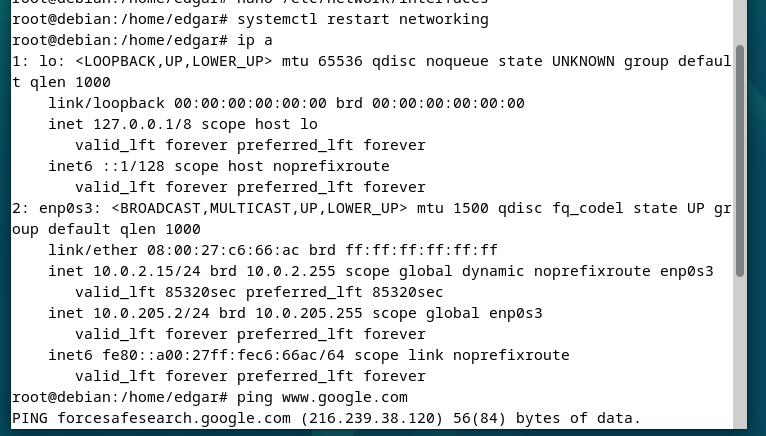 root@debian:/home/edgar# nano /etc/network/interfaces
root@debian:/home/edgar# systemctl restart networking
root@debian:/home/edgar# ip a
1: lo: <LOOPBACK,UP,LOWER_UP> mtu 65536 qdisc noqueue state UNKNOWN group defaul
t qlen 1000
    link/loopback 00:00:00:00:00:00 brd 00:00:00:00:00:00
    inet 127.0.0.1/8 scope host lo
       valid_lft forever preferred_lft forever
    inet6 ::1/128 scope host noprefixroute
       valid_lft forever preferred_lft forever
2: enp0s3: <BROADCAST,MULTICAST,UP,LOWER_UP> mtu 1500 qdisc fq_codel state UP gr
oup default qlen 1000
    link/ether 08:00:27:c6:66:ac brd ff:ff:ff:ff:ff:ff
    inet 10.0.2.15/24 brd 10.0.2.255 scope global dynamic noprefixroute enp0s3
       valid_lft 85320sec preferred_lft 85320sec
    inet 10.0.205.2/24 brd 10.0.205.255 scope global enp0s3
       valid_lft forever preferred_lft forever
    inet6 fe80::a00:27ff:fec6:66ac/64 scope link noprefixroute
       valid_lft forever preferred_lft forever
root@debian:/home/edgar# ping www.google.com
PING forcesafesearch.google.com (216.239.38.120) 56(84) bytes of data.